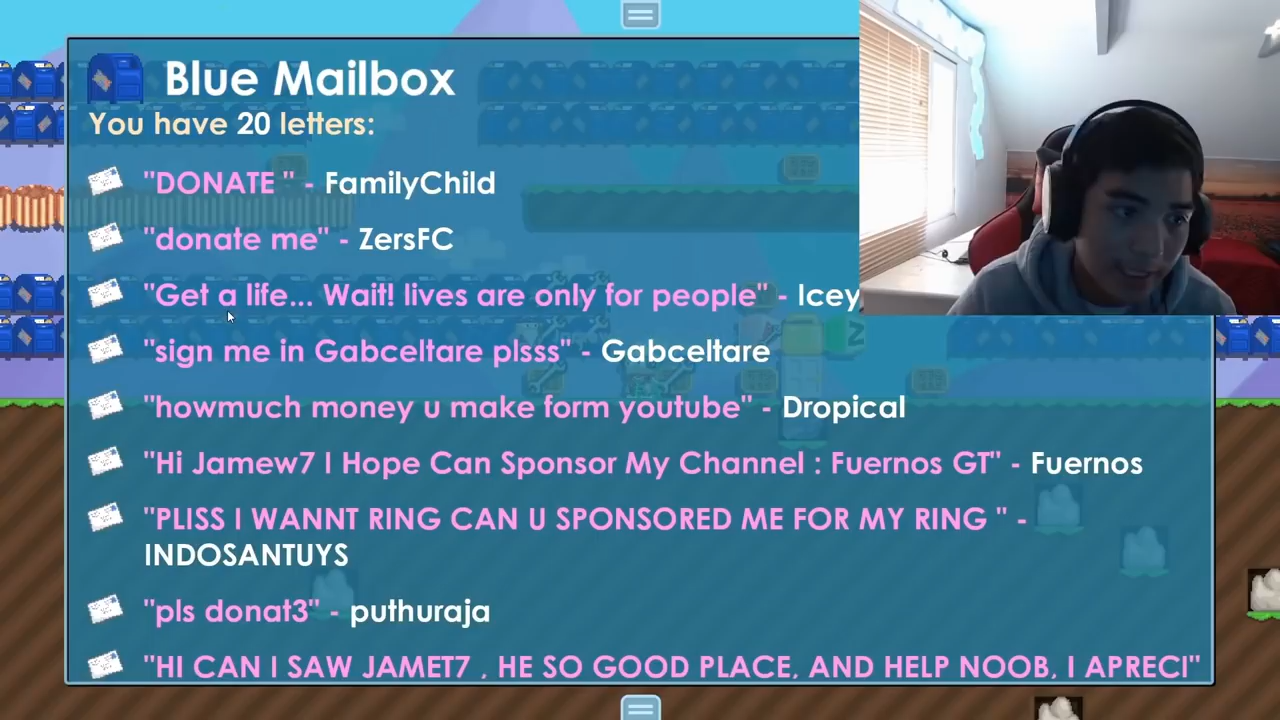 Blue Mailbox
You have 20 letters:
"DONATE " - FamilyChild
"donate me" - ZersFC
"Get a life... Wait! lives are only for people" - Icey
"sign me in Gabceltare plsss" - Gabceltare
"howmuch money u make form youtube" - Dropical
"Hi Jamew7 I Hope Can Sponsor My Channel : Fuernos GT" - Fuernos
"PLISS I WANNT RING CAN U SPONSORED ME FOR MY RING " -
INDOSANTUYS
"pls donat3" - puthuraja
"HI CAN I SAW JAMET7 , HE SO GOOD PLACE, AND HELP NOOB, I APRECI"